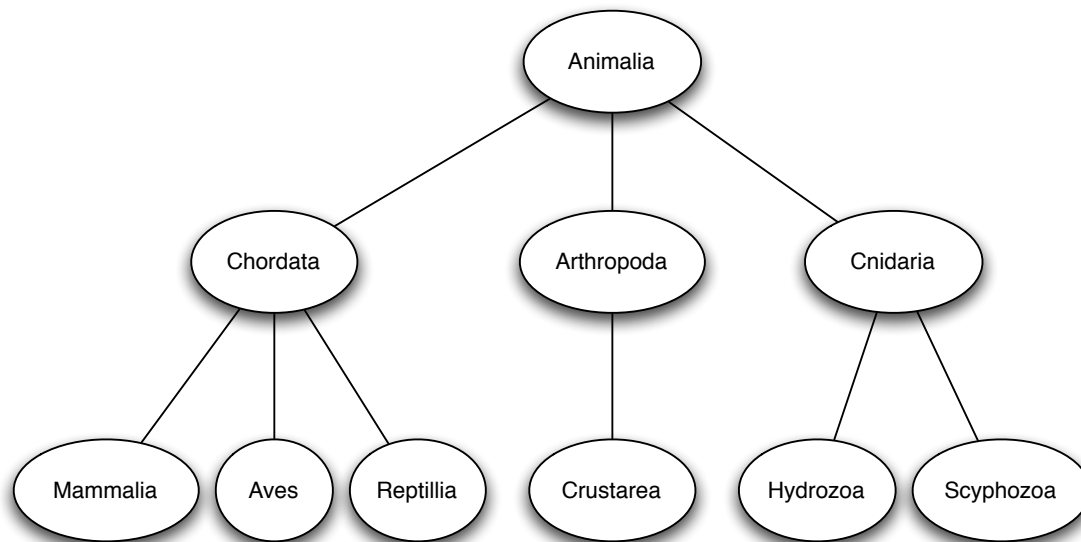 Animalia
Chordata
Arthropoda
Cnidaria
Mammalia
Aves
Reptillia
Crustarea
Hydrozoa
Scyphozoa